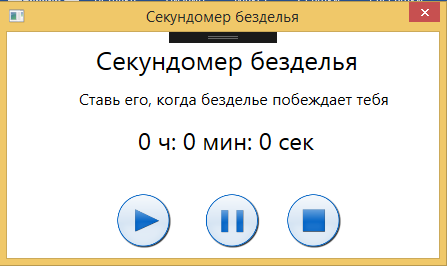 Секундомер безделья
Секундомер безделья
Ставь его, когда безделье побеждает тебя
0 ч: 0 мин: 0 сек